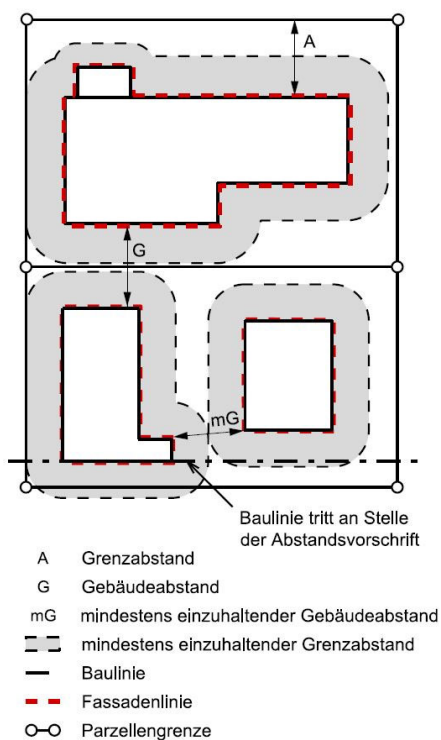 A
G
mG
Baulinie tritt an Stelle
der Abstandsvorschrift
A Grenzabstand
G Gebäudeabstand
mG mindestens einzuhaltender Gebäudeabstand
mindestens einzuhaltender Grenzabstand
Baulinie
Fassadenlinie
Parzellengrenze